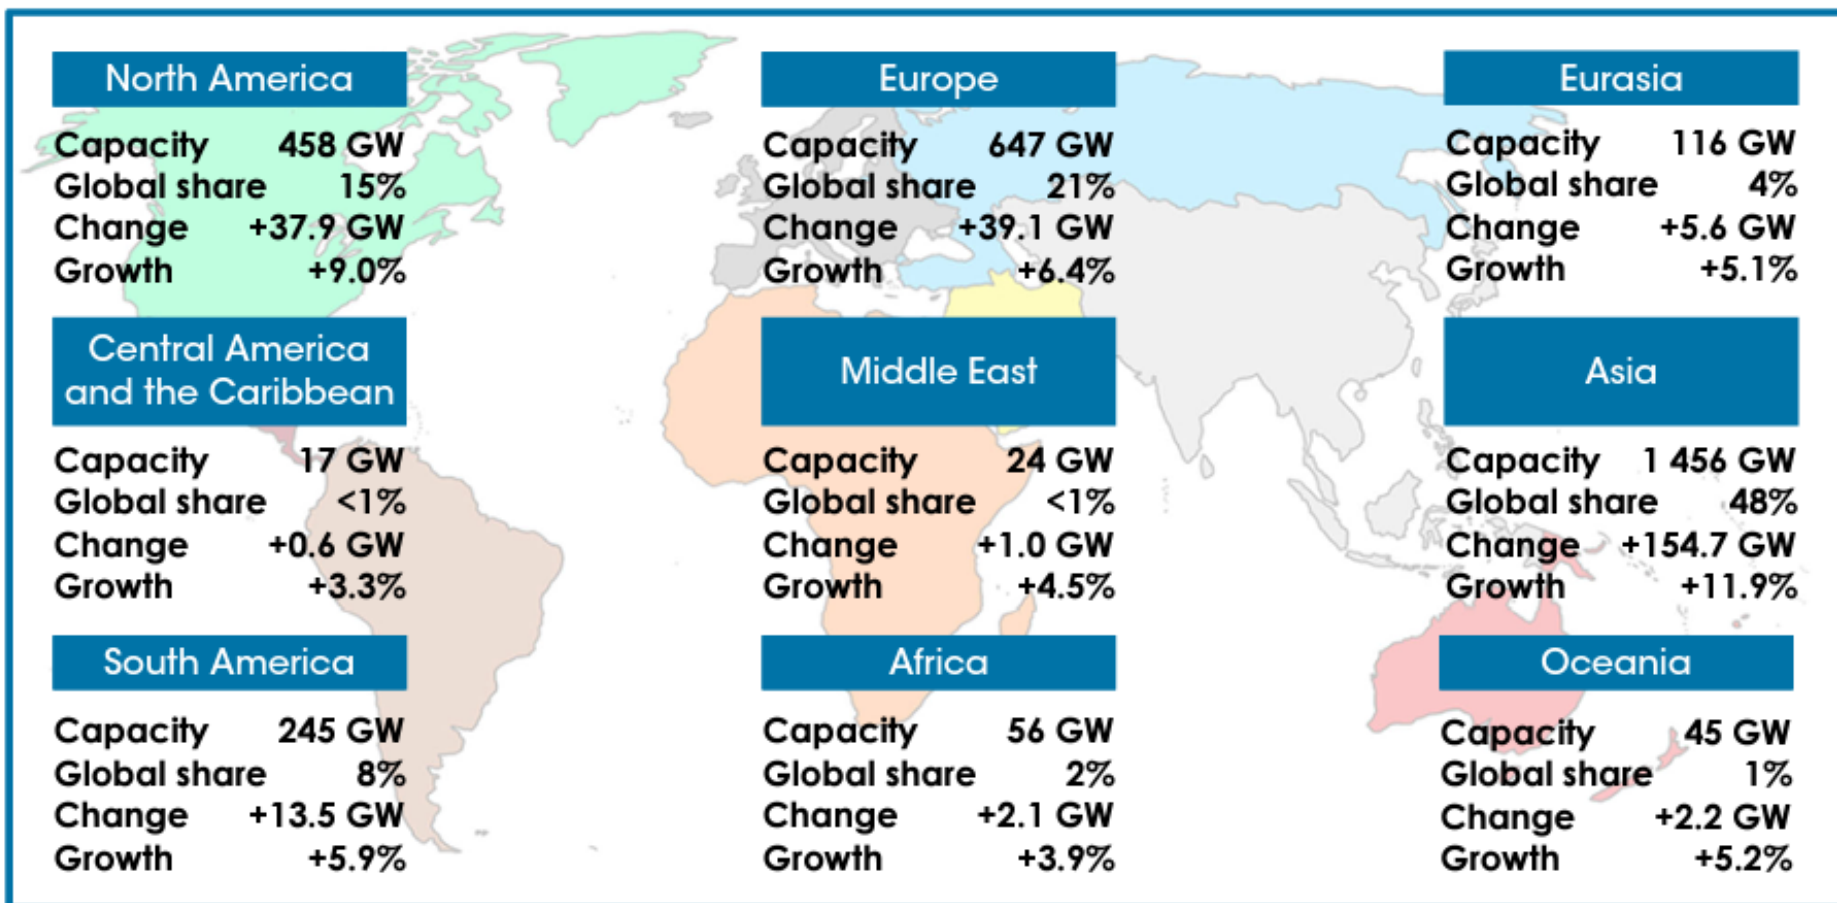 North America
Capacity 458 GW
Global share 15%
Change +37.9 GW
Growth +9.0%
Europe
Capacity 647 GW
Global share 21%
Change +39.1 GW
Growth +6.4%
Eurasia
Capacity 116 GW
Global share 4%
Change +5.6 GW
Growth +5.1%
Central America
and the Caribbean
Capacity 17 GW
Global share <1%
Change +0.6 GW
Growth +3.3%
Middle East
Capacity 24 GW
Global share <1%
Change +1.0 GW
Growth +4.5%
Asia
Capacity 1 456 GW
Global share 48%
Change +154.7 GW
Growth +11.9%
South America
Capacity 245 GW
Global share 8%
Change +13.5 GW
Growth +5.9%
Africa
Capacity 56 GW
Global share 2%
Change +2.1 GW
Growth +3.9%
Oceania
Capacity 45 GW
Global share 1%
Change +2.2 GW
Growth +5.2%